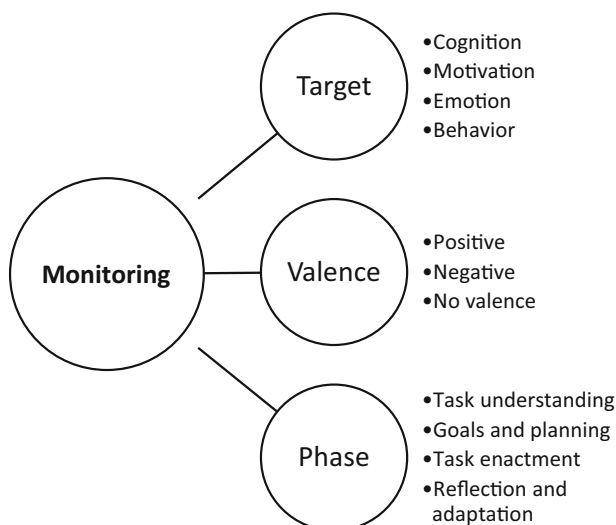 Target
•Cognition
•Motivation
•Emotion
•Behavior
Monitoring
Valence
•Positive
•Negative
•No valence
Phase
•Task understanding
•Goals and planning
•Task enactment
•Reflection and
adaptation